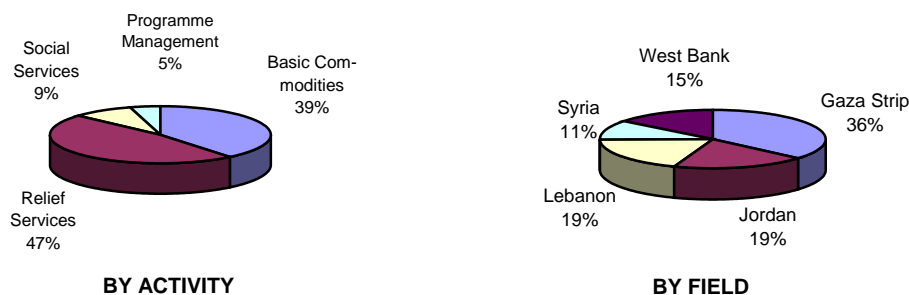 Programme
Management
5%
Social
Services
9%
Basic Com-
modities
39%
Relief
Services
47%
BY ACTIVITY
West Bank
15%
Gaza Strip
36%
Syria
11%
Lebanon
19%
Jordan
19%
BY FIELD